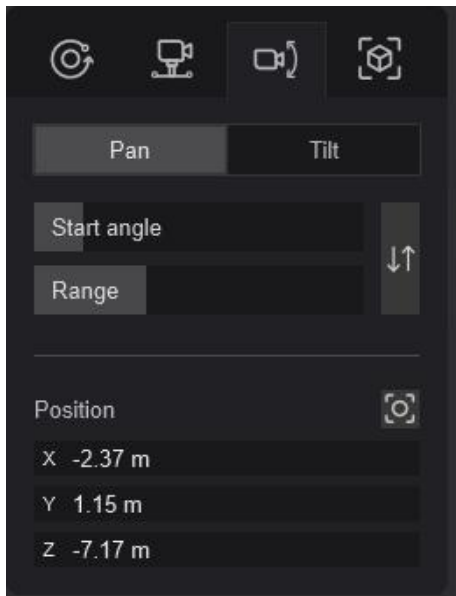 Pan Tilt
Start angle
Range
Position
X -2.37 m
Y 1.15 m
Z -7.17 m